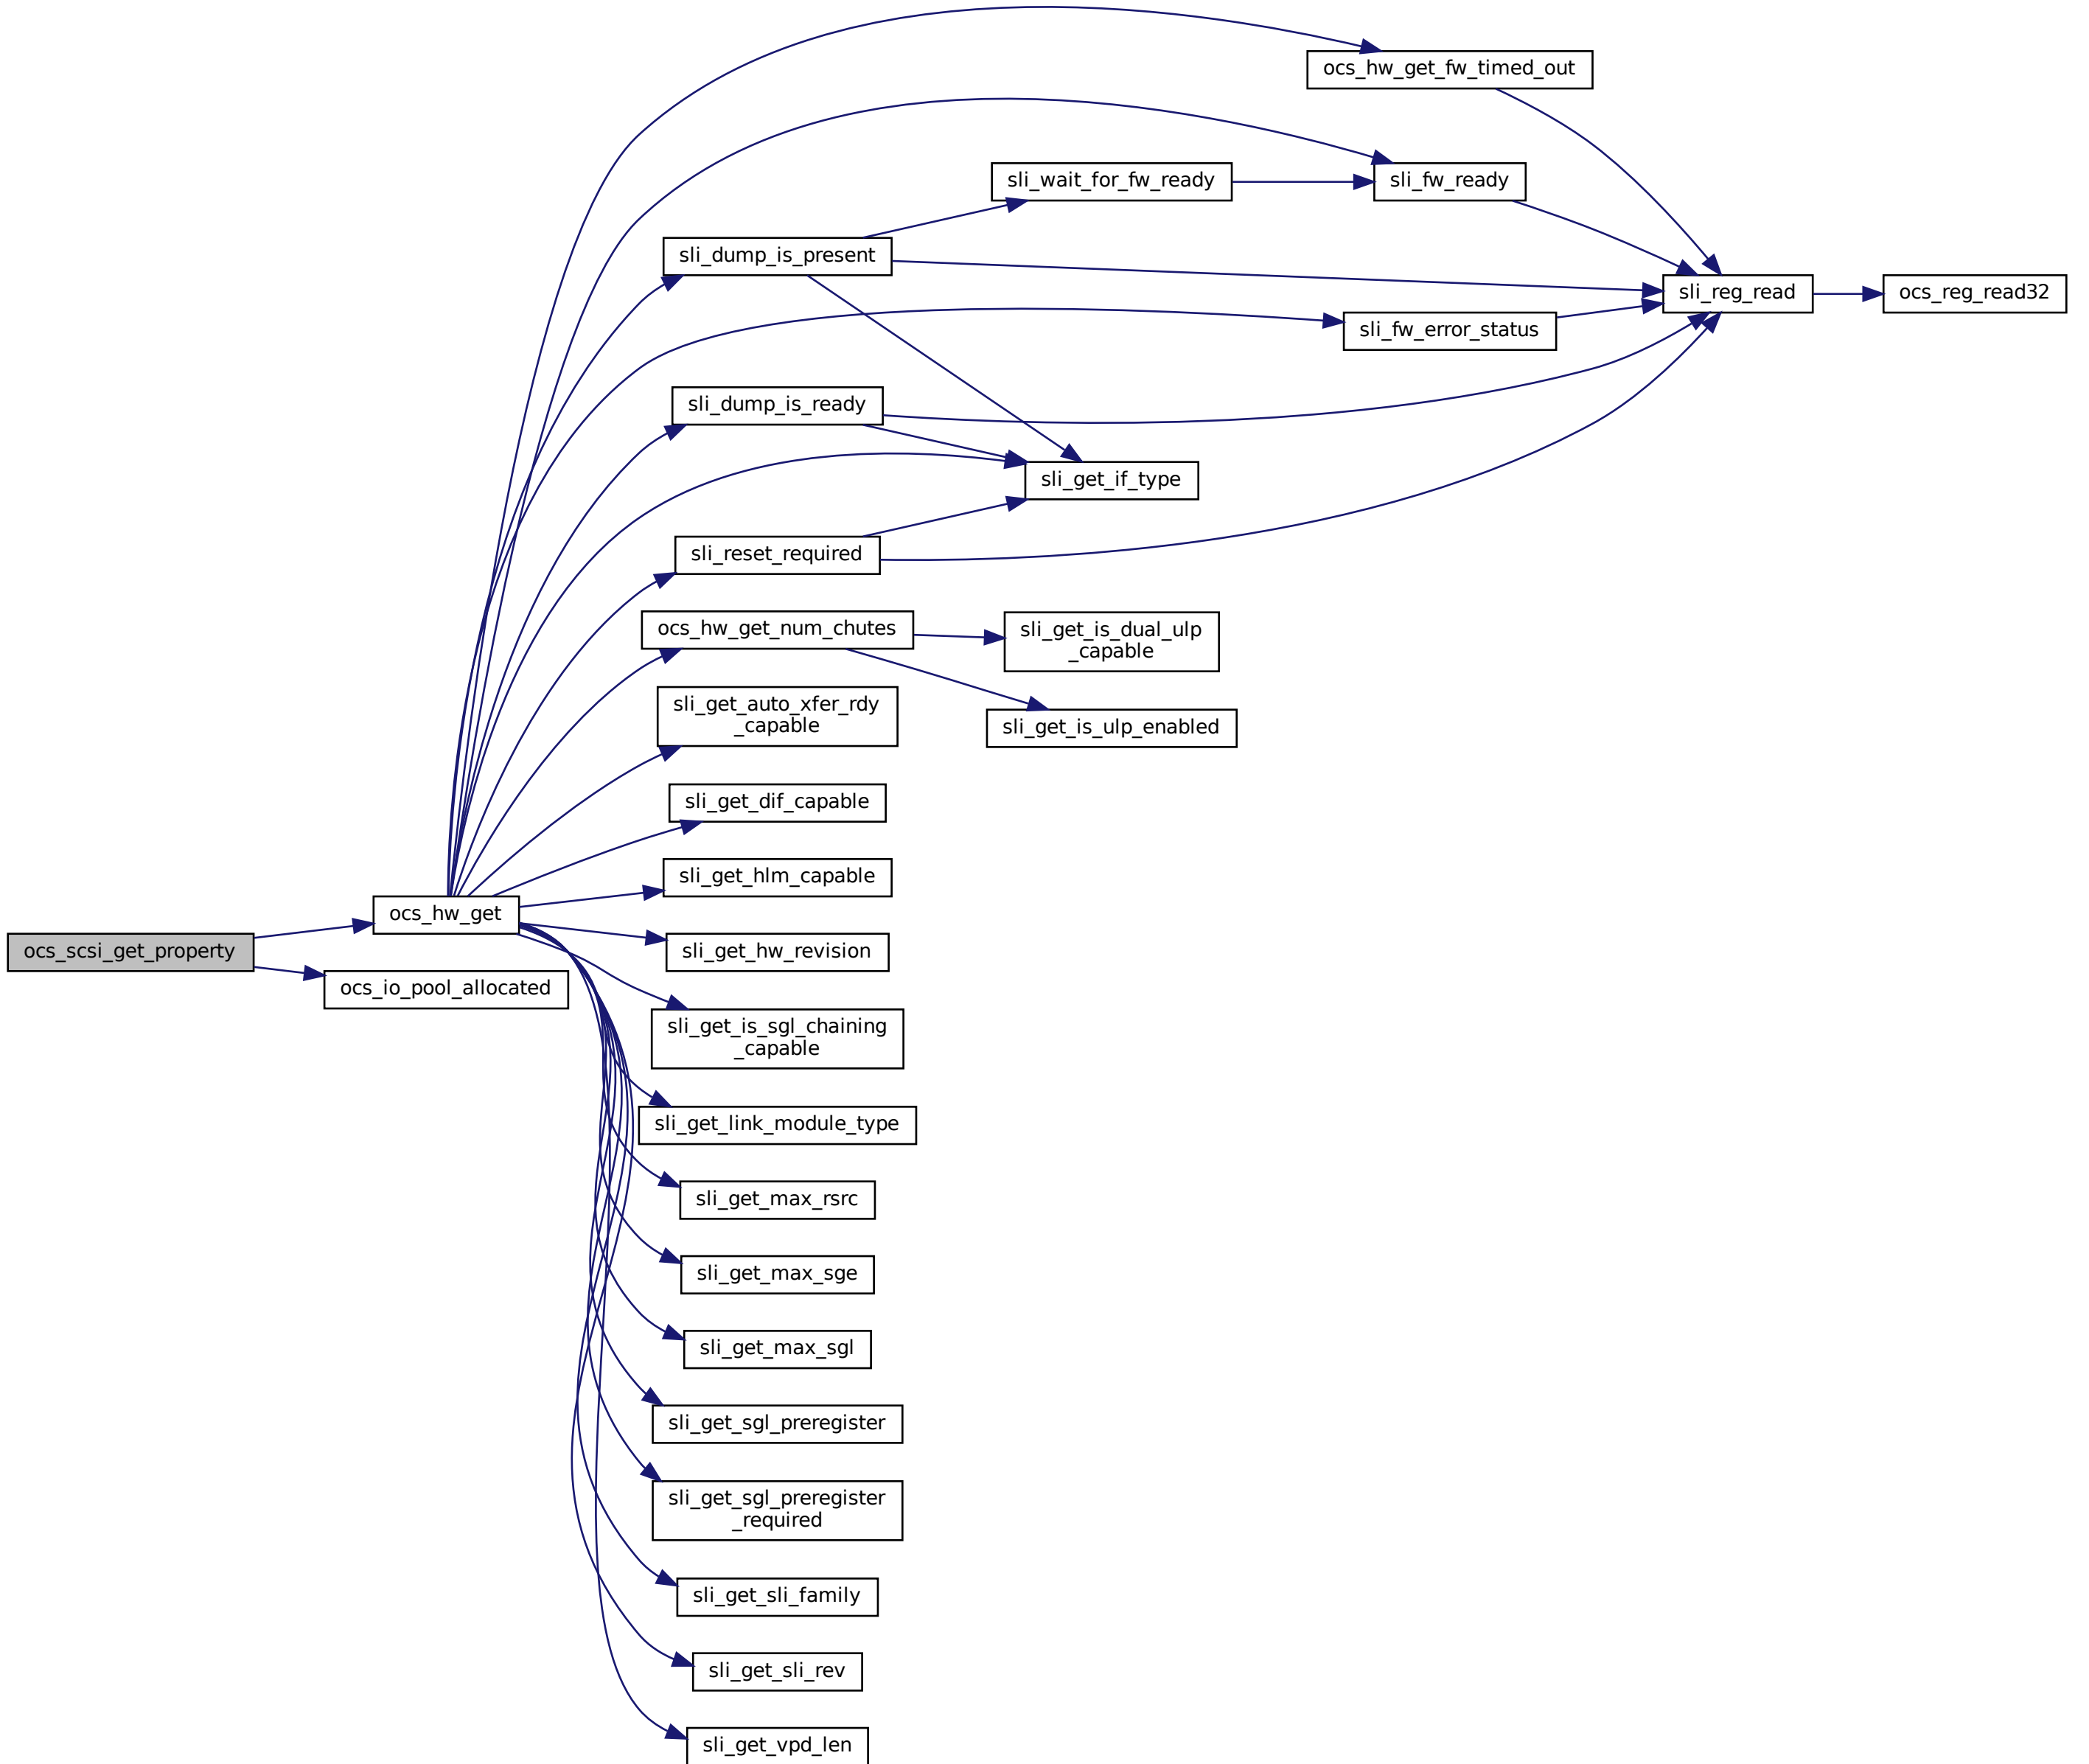 ocs_hw_get_fw_timed_out
sli_wait_for_fw_ready
sli_fw_ready
sli_dump_is_present
sli_reg_read
ocs_reg_read32
sli_fw_error_status
sli_dump_is_ready
sli_get_if_type
sli_reset_required
ocs_hw_get_num_chutes
sli_get_is_dual_ulp
_capable
sli_get_auto_xfer_rdy
_capable
sli_get_is_ulp_enabled
sli_get_dif_capable
sli_get_hlm_capable
ocs_hw_get
ocs_scsi_get_property
sli_get_hw_revision
ocs_io_pool_allocated
sli_get_is_sgl_chaining
_capable
sli_get_link_module_type
sli_get_max_rsrc
sli_get_max_sge
sli_get_max_sgl
sli_get_sgl_preregister
sli_get_sgl_preregister
_required
sli_get_sli_family
sli_get_sli_rev
sli_get_vpd_len